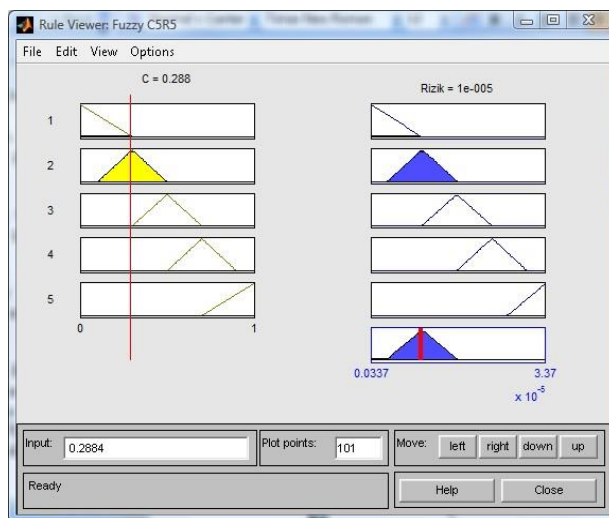 Rule Viewer: Fuzzy C5R5
File Edit View Options
C = 0.288
Rizik = 1e-005
1
2
3
4
5
0 1
0.0337 3.37
x 10^-5
Input: 0.2884 Plot points: 101 Move: left right down up
Ready Help Close